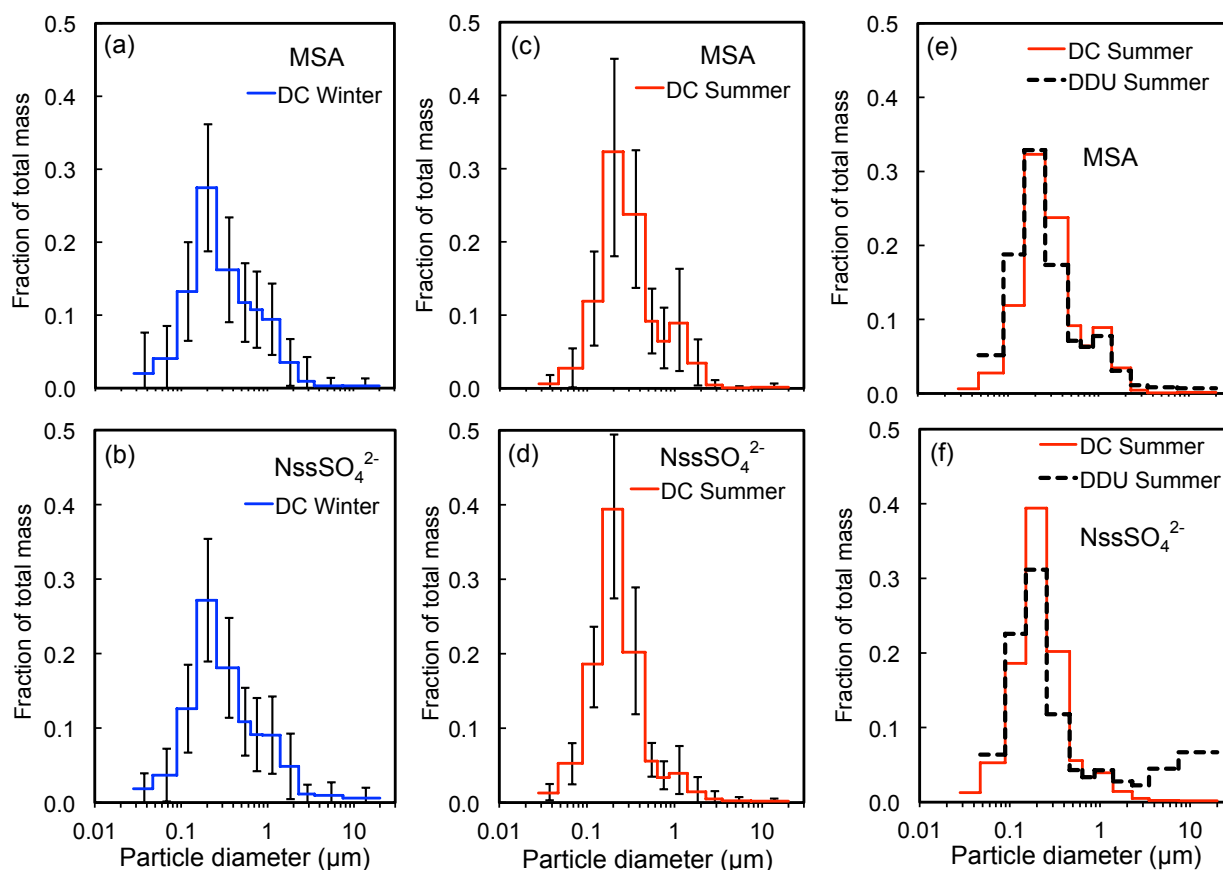 (a)
MSA
DC Winter
Fraction of total mass
0.5
0.4
0.3
0.2
0.1
0.0
(c)
MSA
DC Summer
Fraction of total mass
0.5
0.4
0.3
0.2
0.1
0.0
(e)
DC Summer
DDU Summer
MSA
Fraction of total mass
0.5
0.4
0.3
0.2
0.1
0.0
(b)
NssSO₄²⁻
DC Winter
Fraction of total mass
0.5
0.4
0.3
0.2
0.1
0.0
0.01 0.1 1 10
Particle diameter (µm)
(d)
NssSO₄²⁻
DC Summer
Fraction of total mass
0.5
0.4
0.3
0.2
0.1
0.0
0.01 0.1 1 10
Particle diameter (µm)
(f)
DC Summer
DDU Summer
NssSO₄²⁻
Fraction of total mass
0.5
0.4
0.3
0.2
0.1
0.0
0.01 0.1 1 10
Particle diameter (µm)